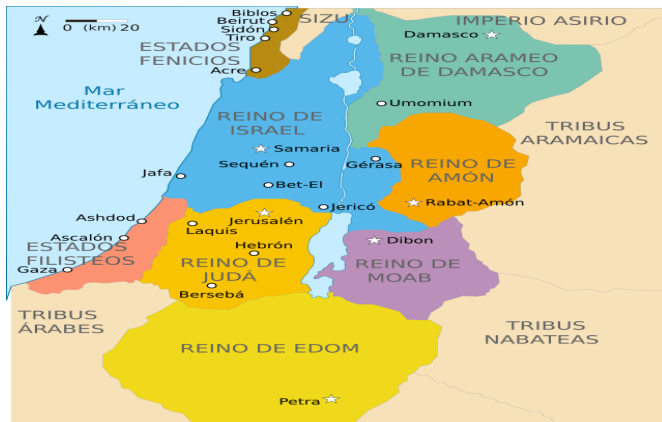 N
0 (km) 20
Biblos
Beirut
Sidón
Tiro
SIZU
IMPERIO ASIRIO
Damasco
ESTADOS
FENICIOS
REINO ARAMEO
DE DAMASCO
Acre
Mar
Mediterráneo
Umomium
REINO DE
ISRAEL
TRIBUS
ARAMAICAS
Samaria
Sequén
Gérasa
REINO DE
AMÓN
Jafa
Bet-El
Jericó
Rabat-Amón
Ashdod
Jerusalén
Laquis
Ascalón
ESTADOS
FILISTEOS
Dibon
Hebrón
Gaza
REINO DE
JUDÁ
REINO DE
MOAB
Bersebá
TRIBUS
ÁRABES
TRIBUS
NABATEAS
REINO DE EDOM
Petra